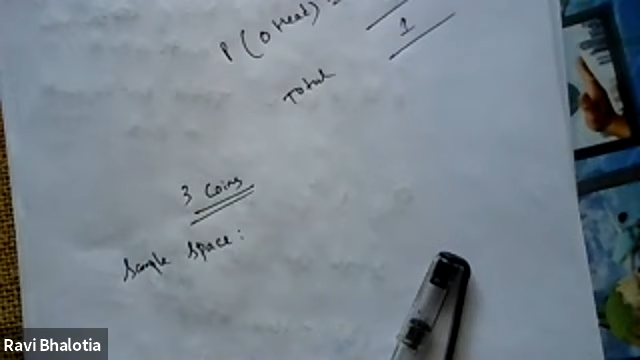 P(0 Head) =
Total 1
3 Coins
Sample Space:
Ravi Bhalotia